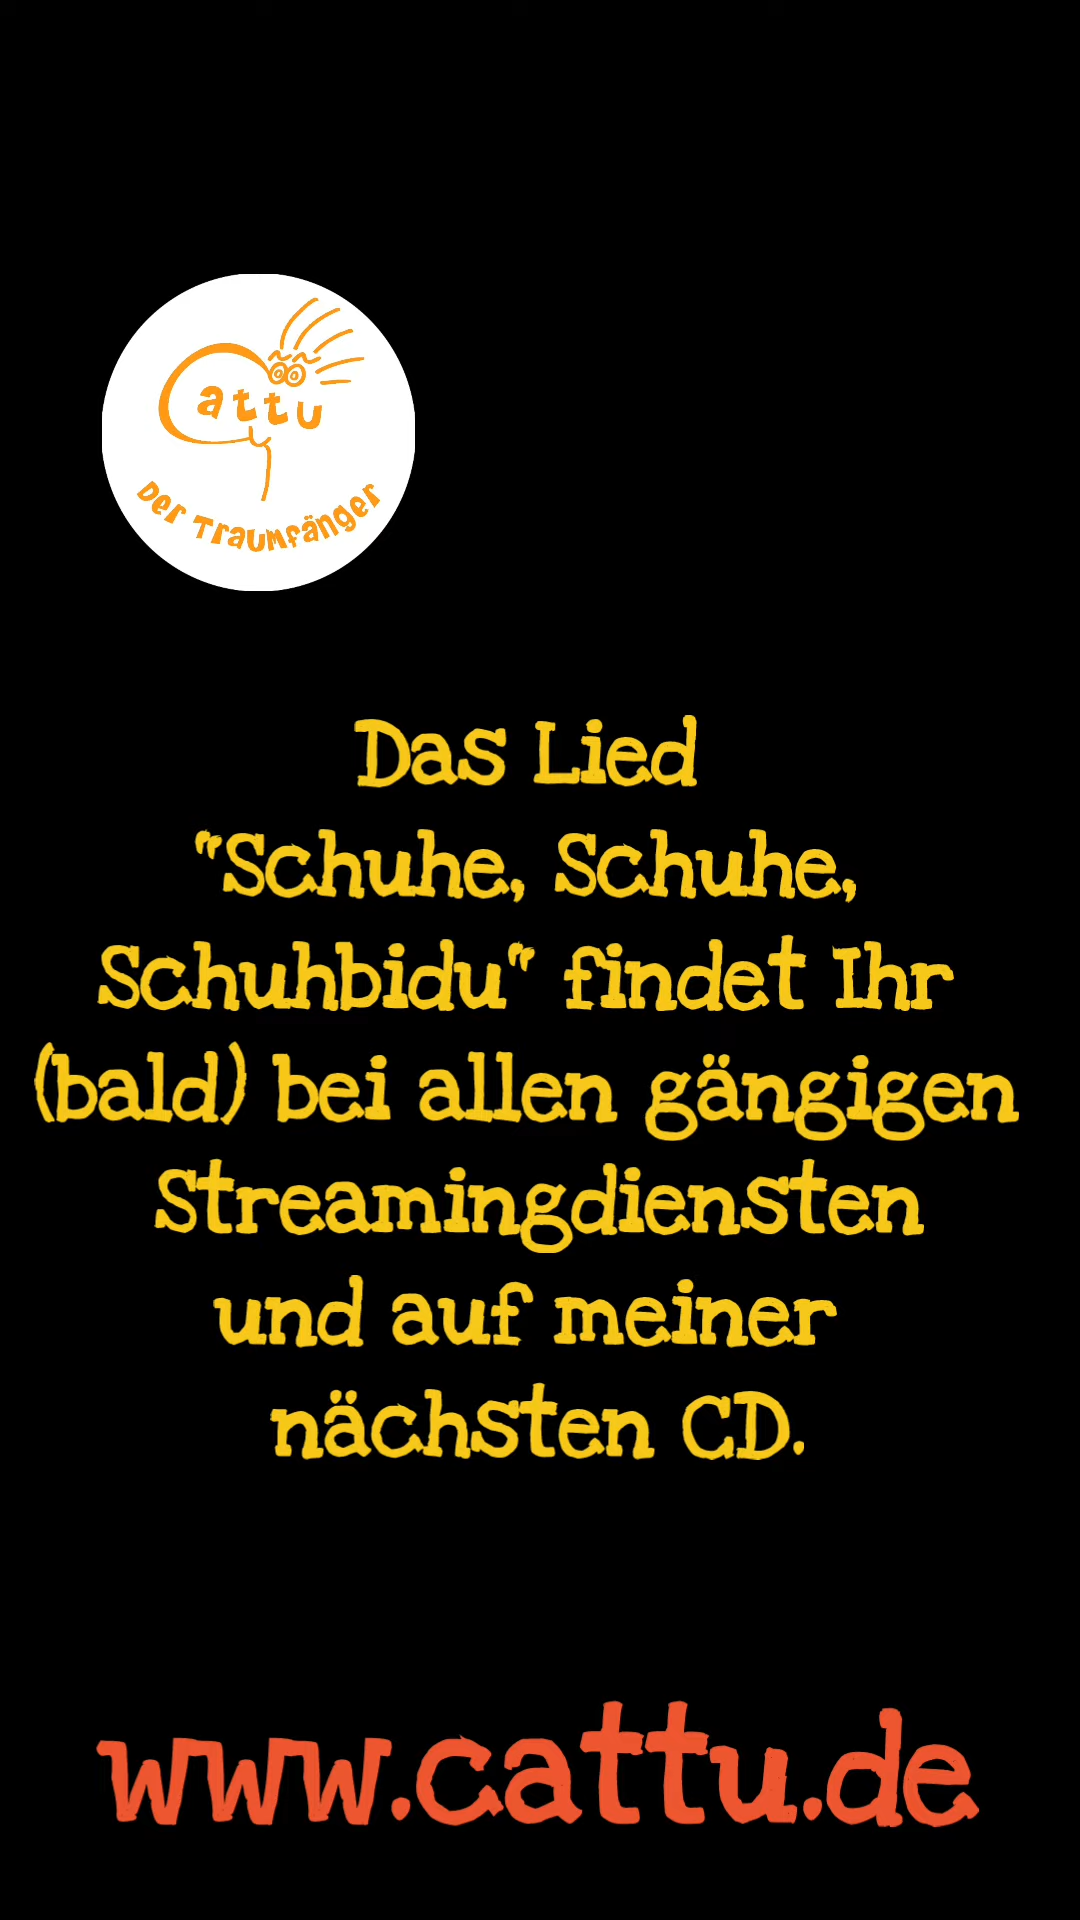 Cattu
Der Traumfänger
Das Lied
"Schuhe, Schuhe,
Schuhbidu" findet Ihr
(bald) bei allen gängigen
Streamingdiensten
und auf meiner
nächsten CD.
www.cattu.de